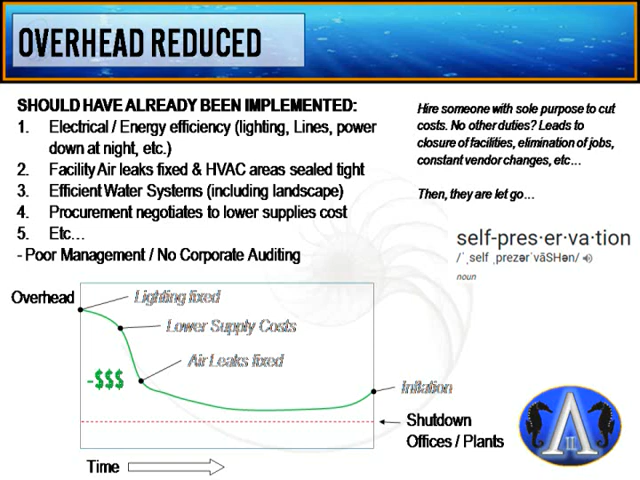 OVERHEAD REDUCED
SHOULD HAVE ALREADY BEEN IMPLEMENTED:
1. Electrical / Energy efficiency (lighting, Lines, power
down at night, etc.)
2. Facility Air leaks fixed & HVAC areas sealed tight
3. Efficient Water Systems (including landscape)
4. Procurement negotiates to lower supplies cost
5. Etc…
- Poor Management / No Corporate Auditing
Hire someone with sole purpose to cut
costs. No other duties? Leads to
closure of facilities, elimination of jobs,
constant vendor changes, etc…
Then, they are let go…
self-pres·er·va·tion
/ˈˌself ˌprezərˈvāSHən/
noun
Overhead
Lighting fixed
Lower Supply Costs
Air Leaks fixed
-$$$
Inflation
Shutdown
Offices / Plants
Time
A
II